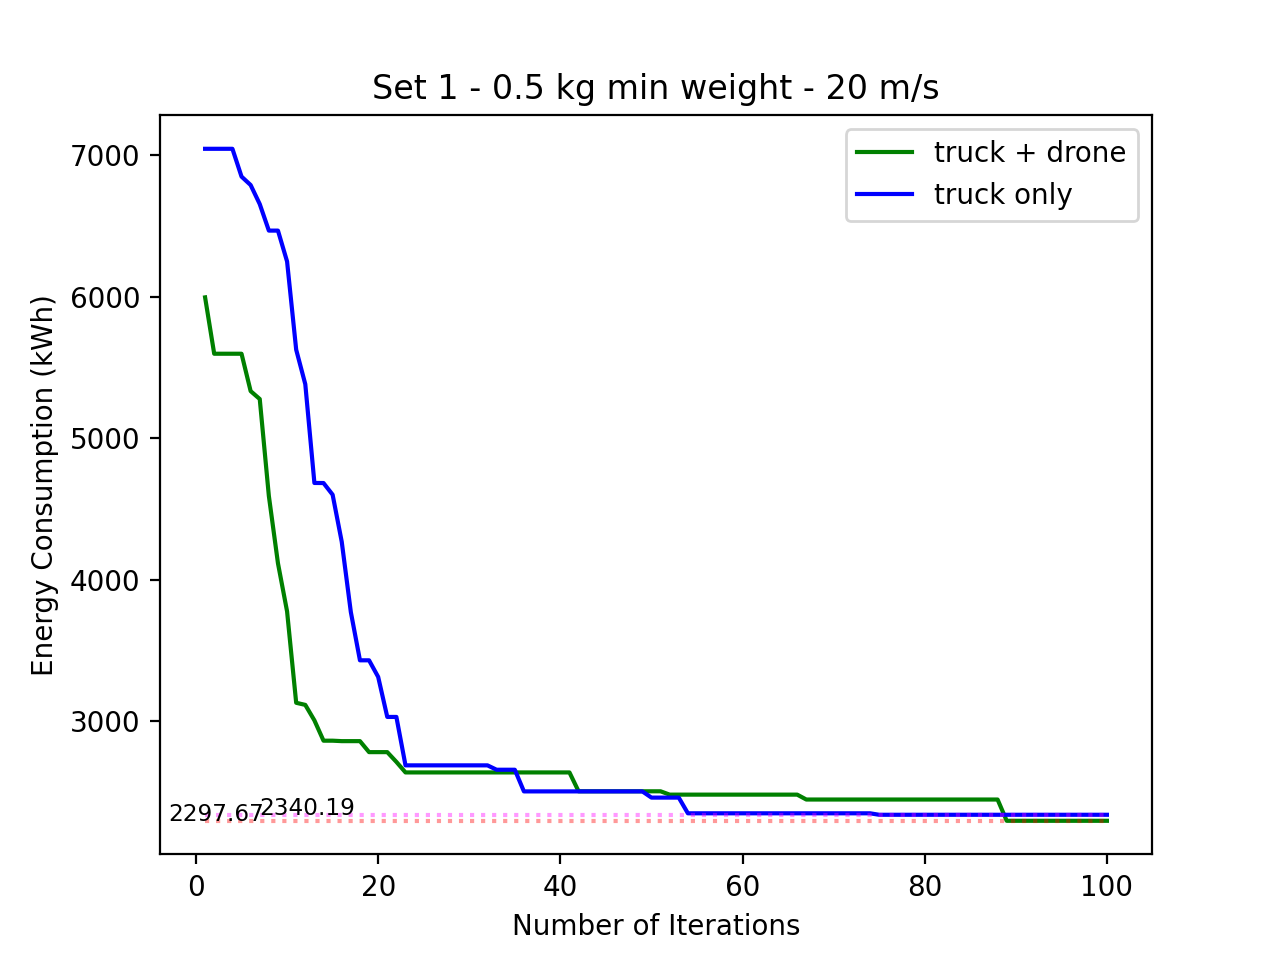 Set 1 - 0.5 kg min weight - 20 m/s
truck + drone
truck only
Energy Consumption (kWh)
7000
6000
5000
4000
3000
2297.67
2340.19
0
20
40
60
80
100
Number of Iterations